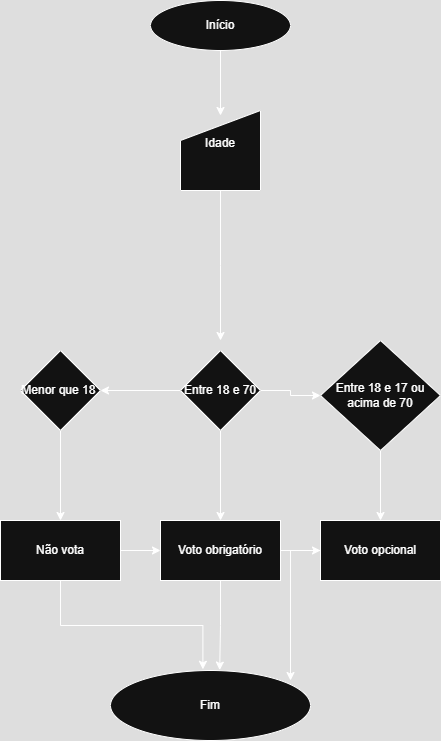 Início
Idade
Menor que 18
Entre 18 e 70
Entre 18 e 17 ou
acima de 70
Não vota
Voto obrigatório
Voto opcional
Fim